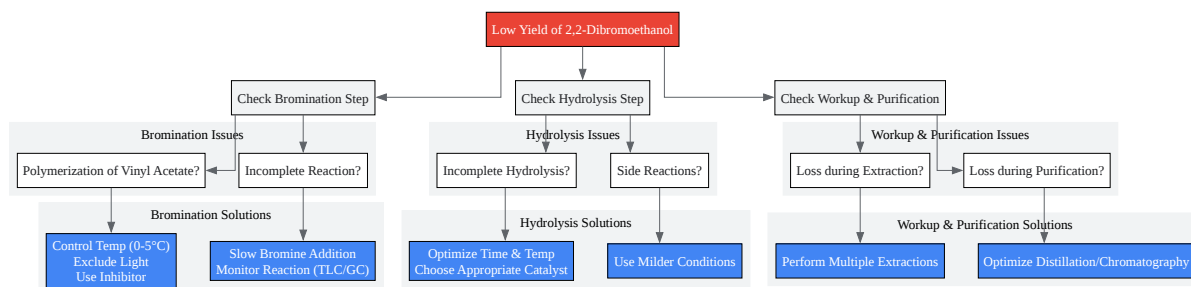 Low Yield of 2,2-Dibromoethanol
Check Bromination Step
Check Hydrolysis Step
Check Workup & Purification
Bromination Issues
Hydrolysis Issues
Workup & Purification Issues
Polymerization of Vinyl Acetate?
Incomplete Reaction?
Incomplete Hydrolysis?
Side Reactions?
Loss during Extraction?
Loss during Purification?
Bromination Solutions
Hydrolysis Solutions
Workup & Purification Solutions
Control Temp (0-5°C)
Exclude Light
Use Inhibitor
Slow Bromine Addition
Monitor Reaction (TLC/GC)
Optimize Time & Temp
Choose Appropriate Catalyst
Use Milder Conditions
Perform Multiple Extractions
Optimize Distillation/Chromatography